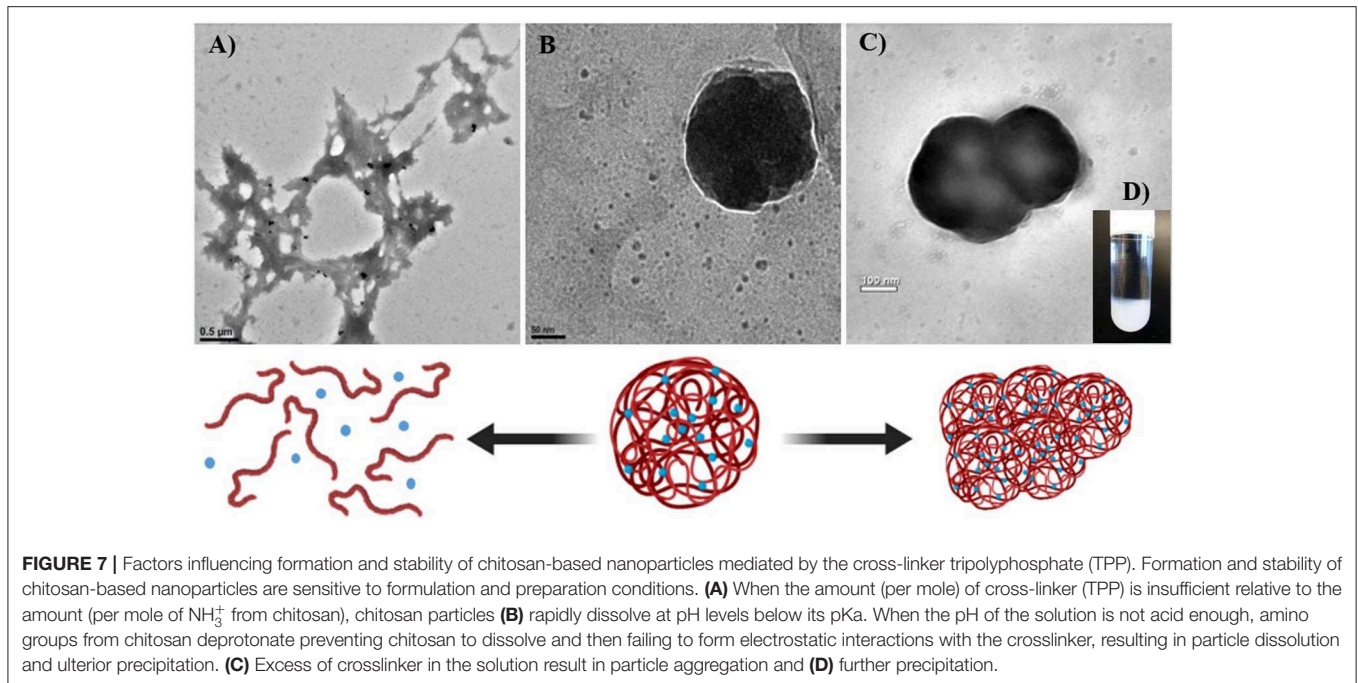 A)
B
C)
D)
0.5 µm
50 nm
100 nm
FIGURE 7 | Factors influencing formation and stability of chitosan-based nanoparticles mediated by the cross-linker tripolyphosphate (TPP). Formation and stability of
chitosan-based nanoparticles are sensitive to formulation and preparation conditions. (A) When the amount (per mole) of cross-linker (TPP) is insufficient relative to the
amount (per mole of NH₃⁺ from chitosan), chitosan particles (B) rapidly dissolve at pH levels below its pKa. When the pH of the solution is not acid enough, amino
groups from chitosan deprotonate preventing chitosan to dissolve and then failing to form electrostatic interactions with the crosslinker, resulting in particle dissolution
and ulterior precipitation. (C) Excess of crosslinker in the solution result in particle aggregation and (D) further precipitation.